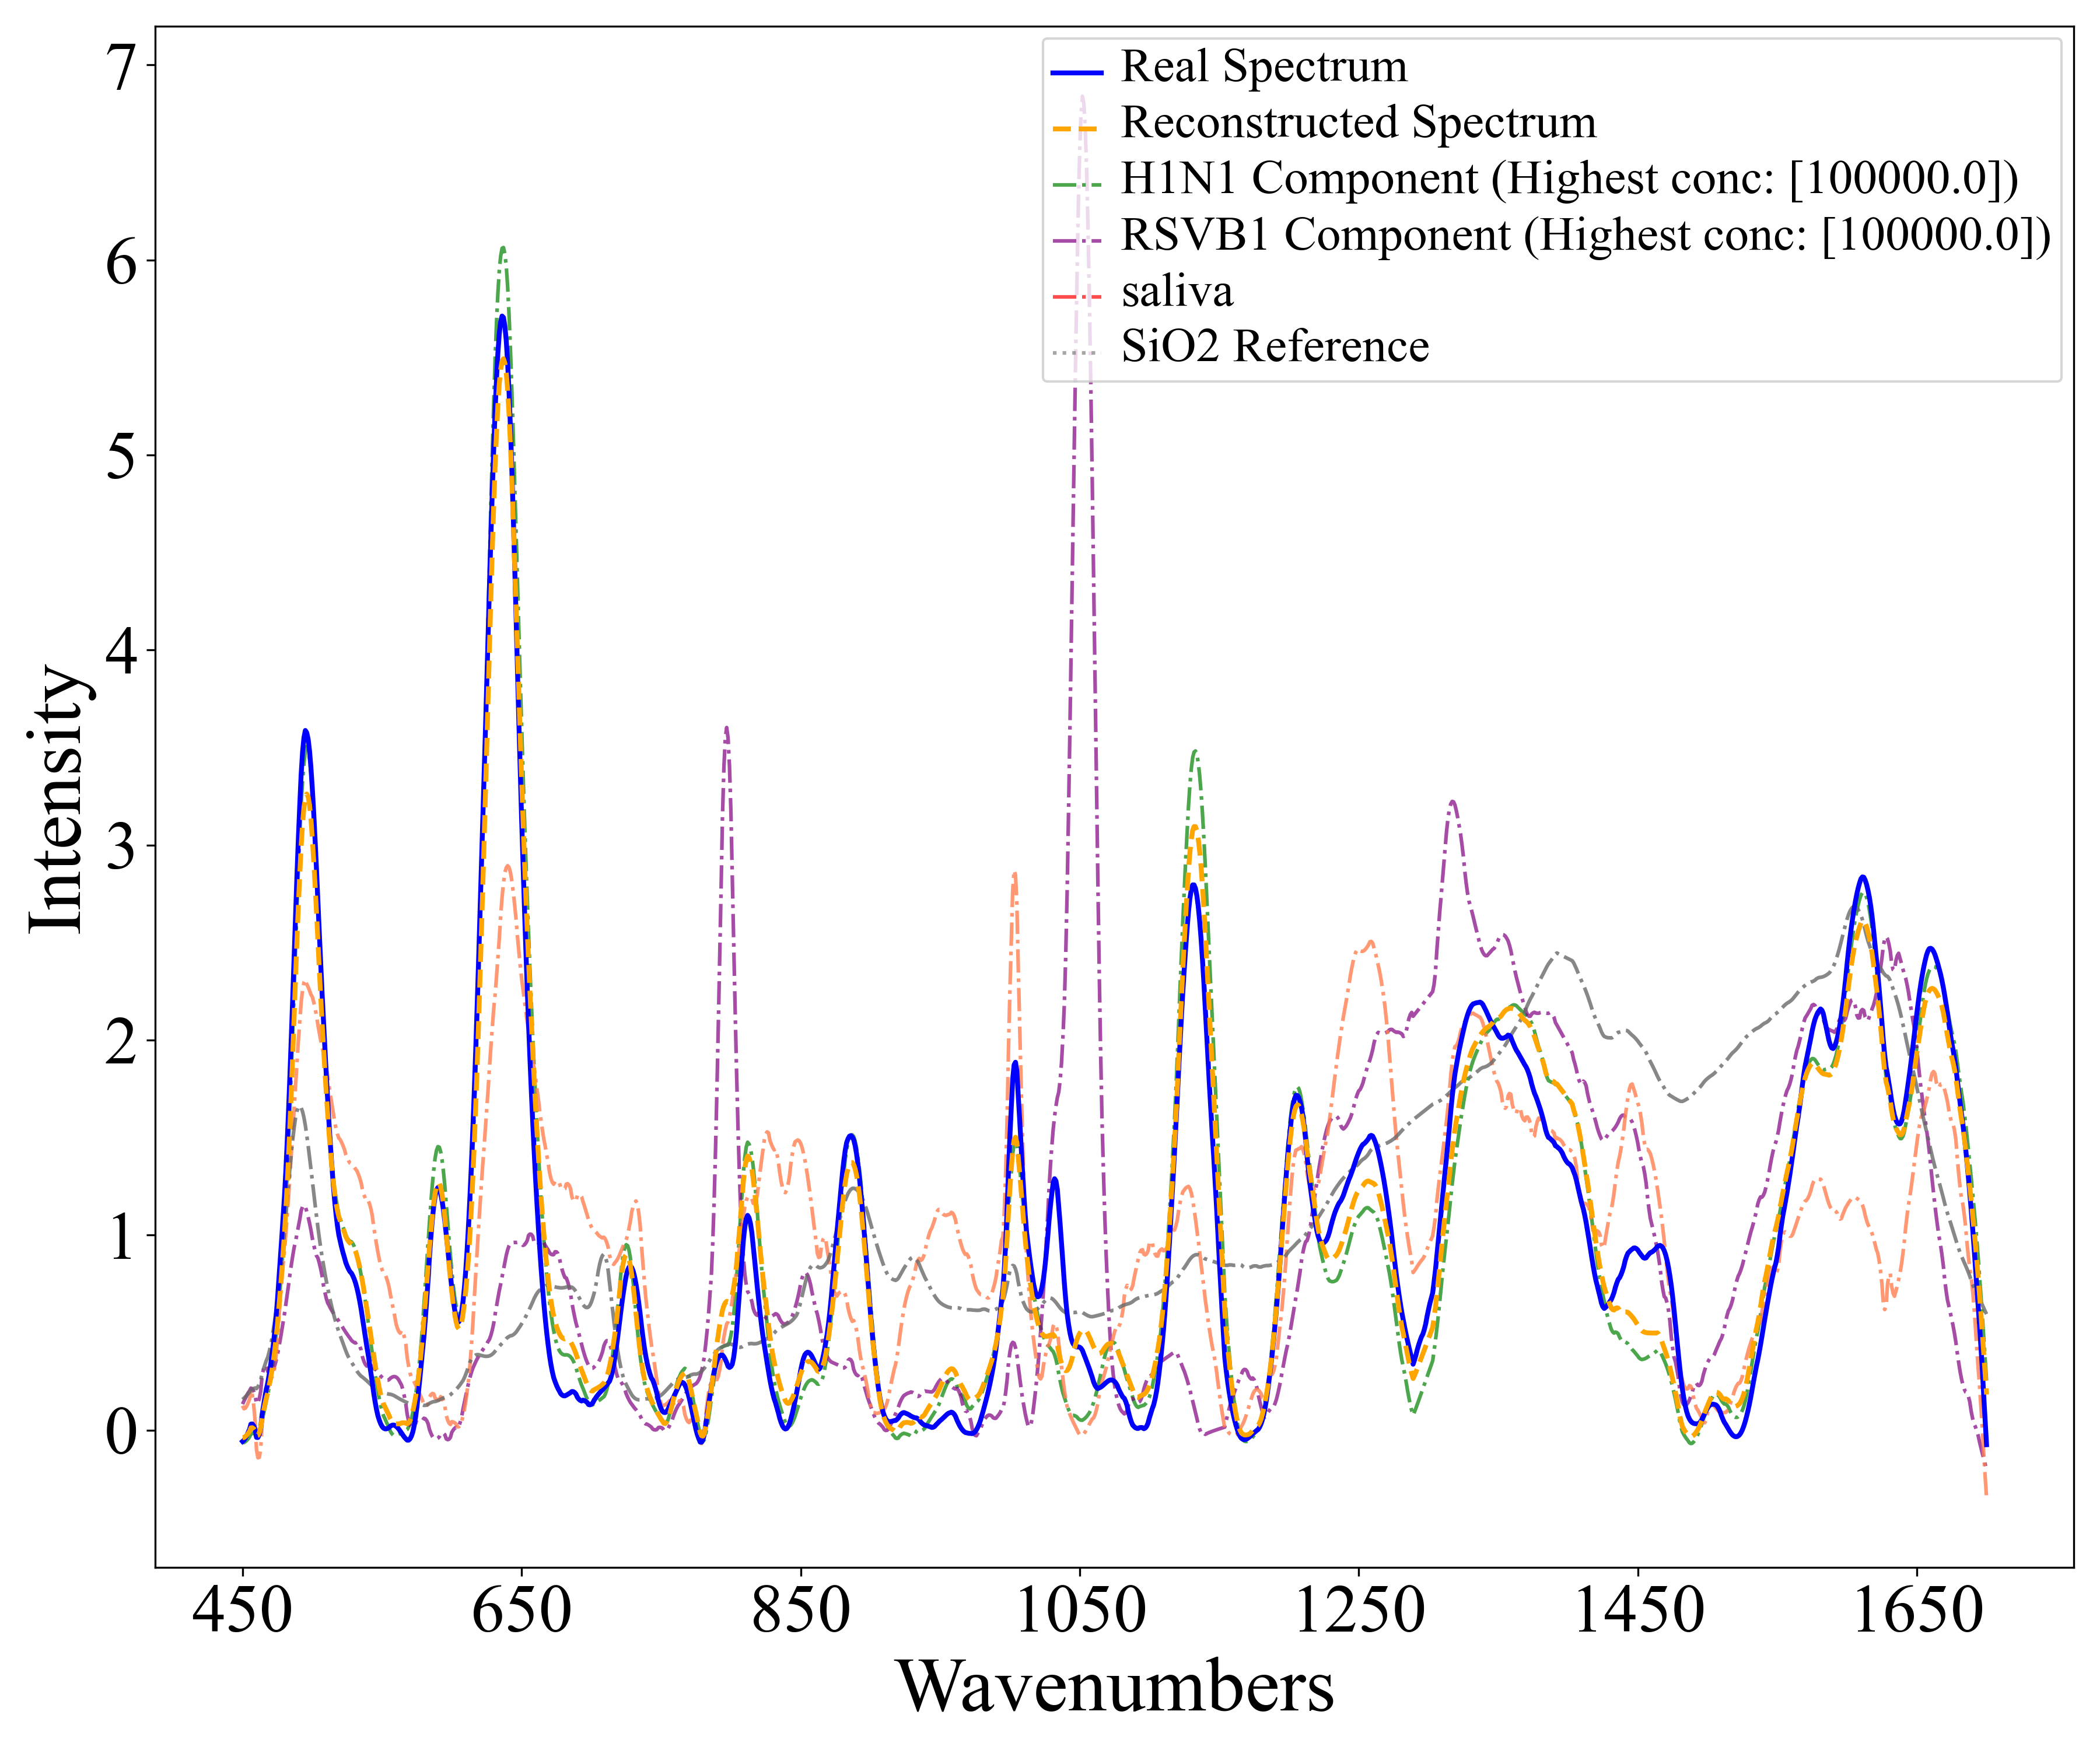 7
6
5
4
3
2
1
0
Intensity
Real Spectrum
Reconstructed Spectrum
H1N1 Component (Highest conc: [100000.0])
RSVB1 Component (Highest conc: [100000.0])
saliva
SiO2 Reference
450 650 850 1050 1250 1450 1650
Wavenumbers